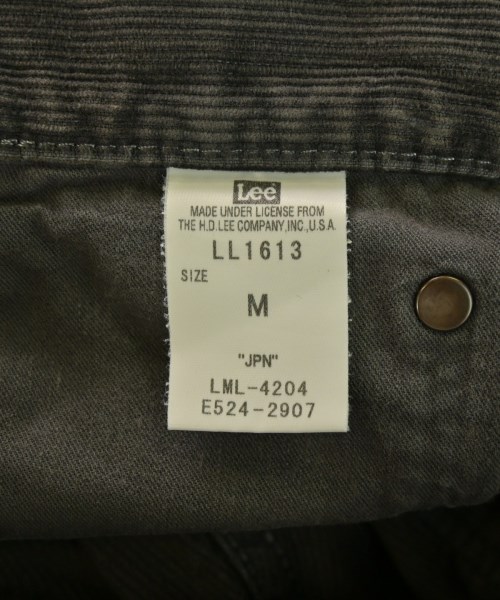 Lee
MADE UNDER LICENSE FROM
THE H.D.LEE COMPANY,INC.,U.S.A.
LL1613
SIZE
M
"JPN"
LML-4204
E524-2907